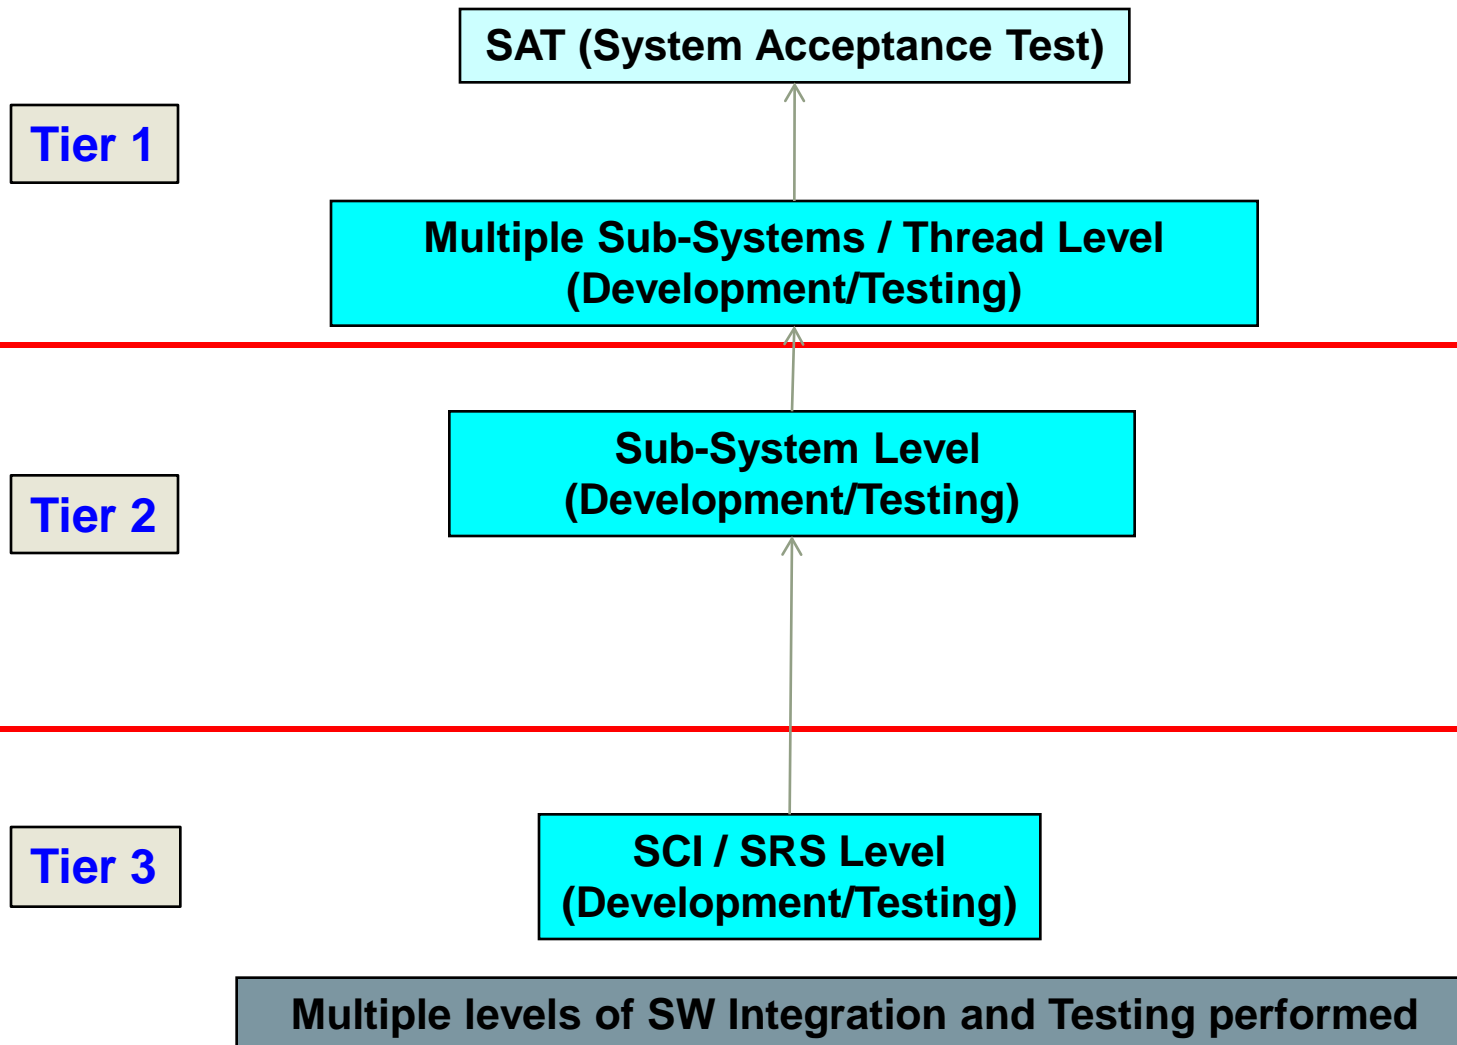 SAT (System Acceptance Test)
Tier 1
Multiple Sub-Systems / Thread Level
(Development/Testing)
Sub-System Level
(Development/Testing)
Tier 2
SCI / SRS Level
(Development/Testing)
Tier 3
Multiple levels of SW Integration and Testing performed